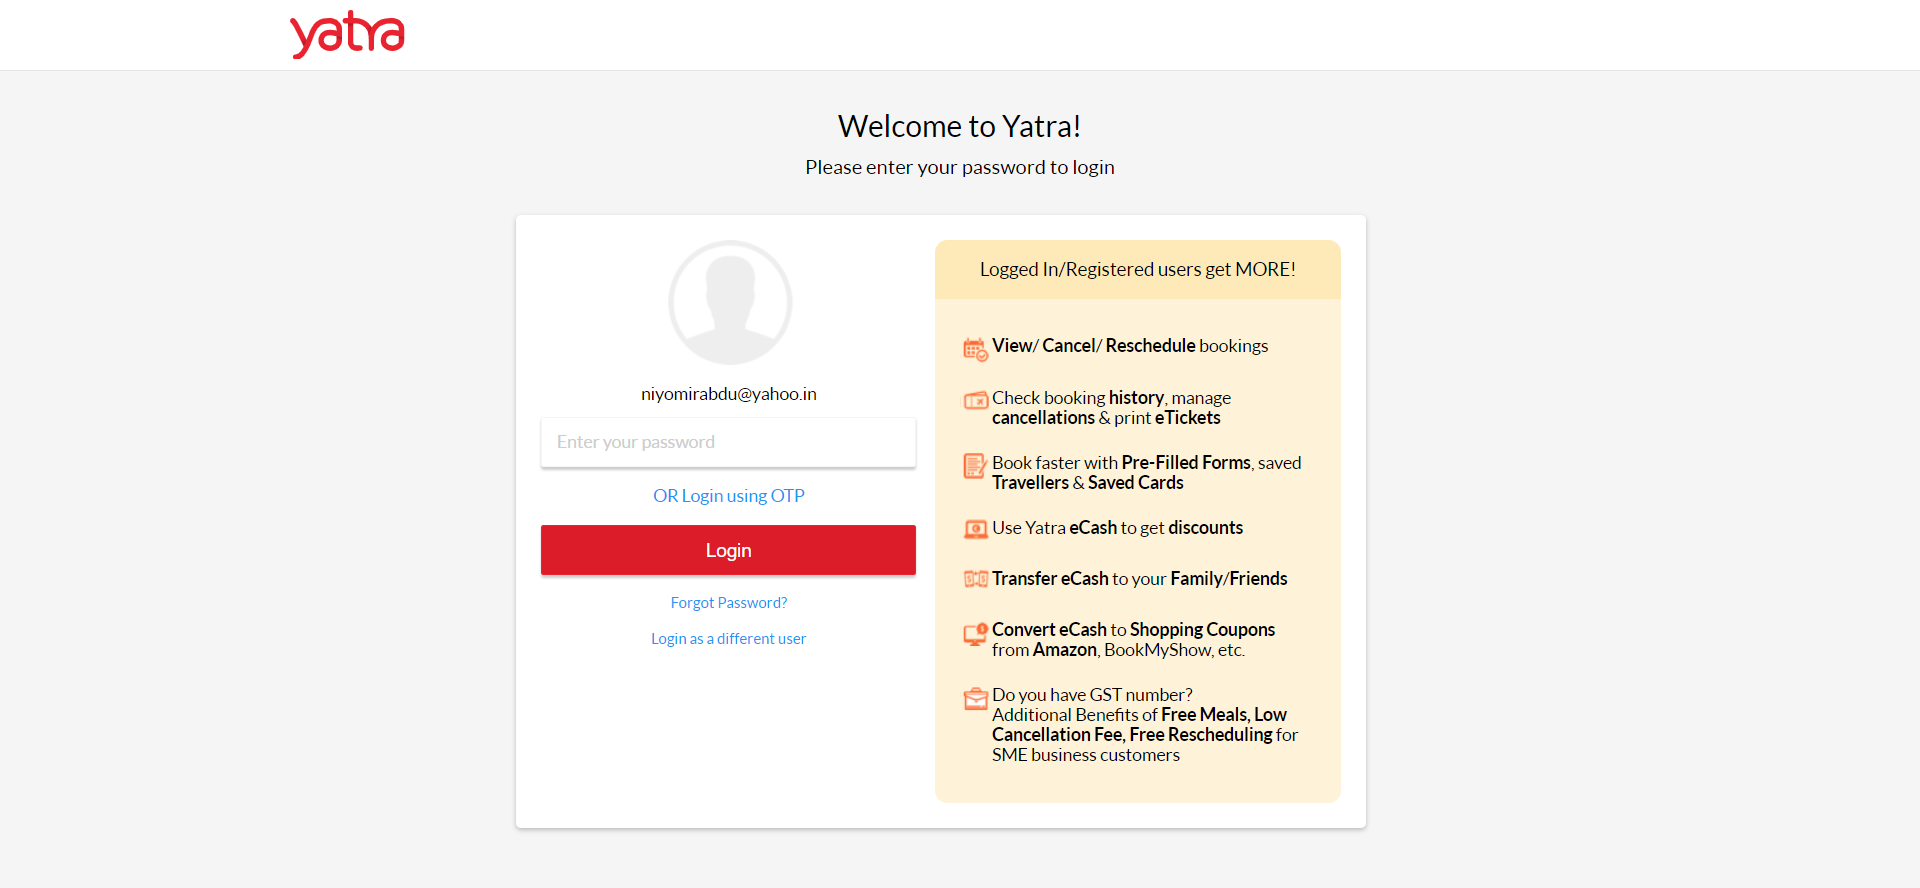 yatra
Welcome to Yatra!
Please enter your password to login
niyomirabdu@yahoo.in
Enter your password
OR Login using OTP
Login
Forgot Password?
Login as a different user
Logged In/Registered users get MORE!
View/ Cancel/ Reschedule bookings
Check booking history, manage
cancellations & print eTickets
Book faster with Pre-Filled Forms, saved
Travellers & Saved Cards
Use Yatra eCash to get discounts
Transfer eCash to your Family/Friends
Convert eCash to Shopping Coupons
from Amazon, BookMyShow, etc.
Do you have GST number?
Additional Benefits of Free Meals, Low
Cancellation Fee, Free Rescheduling for
SME business customers